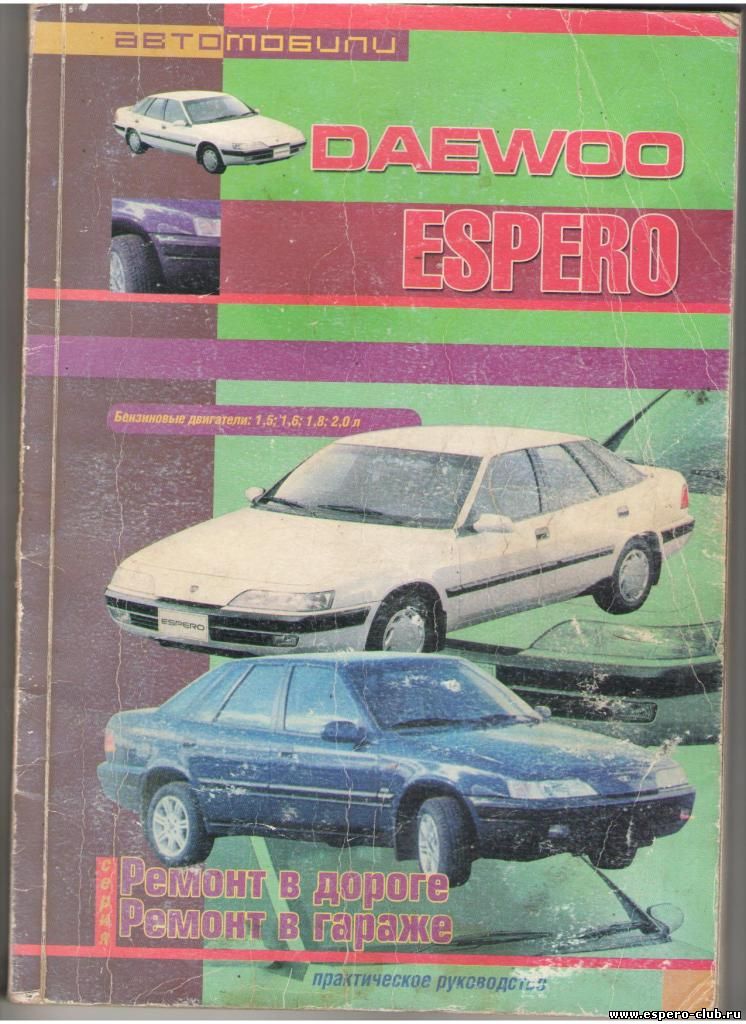 автомобили
DAEWOO
ESPERO
Бензиновые двигатели: 1,5; 1,6; 1,8; 2,0 л
ESPERO
серия
Ремонт в дороге
Ремонт в гараже
практическое руководство
www.espero-club.ru